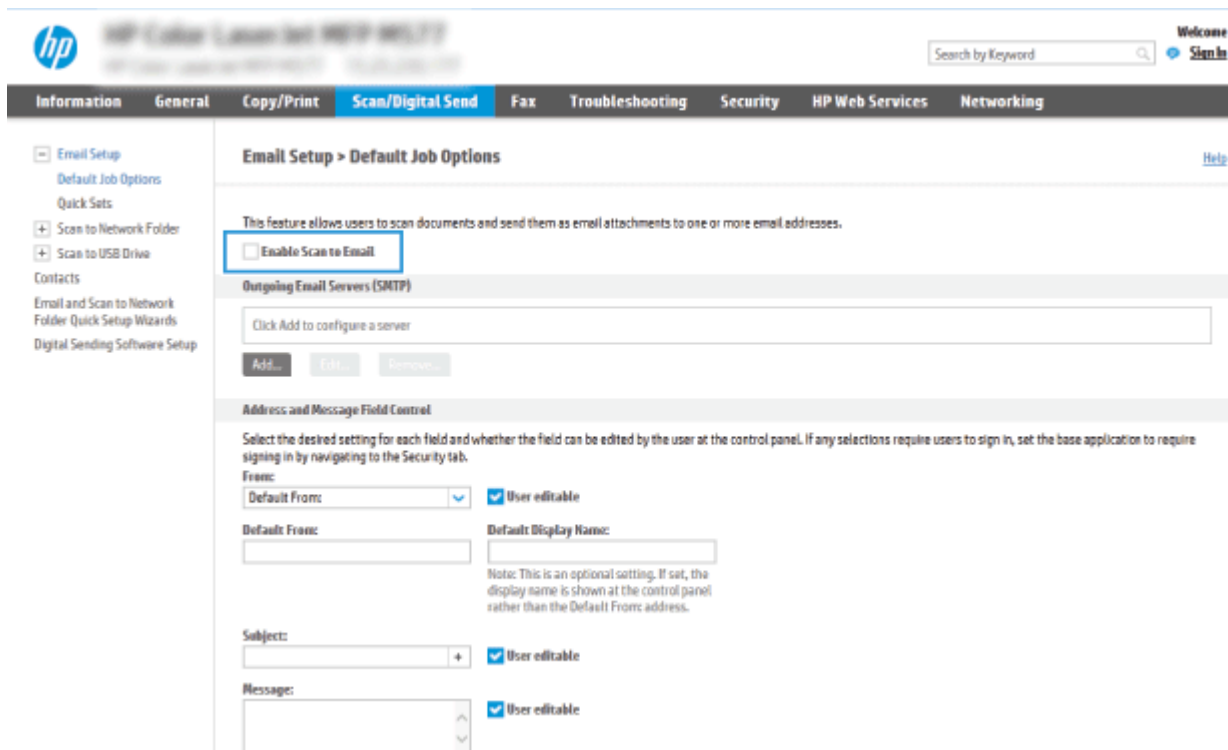 hp
HP Color LaserJet MFP M577
Welcome
Search by Keyword
Sign In
Information General Copy/Print Scan/Digital Send Fax Troubleshooting Security HP Web Services Networking
Email Setup
Default Job Options
Quick Sets
Scan to Network Folder
Scan to USB Drive
Contacts
Email and Scan to Network
Folder Quick Setup Wizards
Digital Sending Software Setup
Email Setup > Default Job Options
Help
This feature allows users to scan documents and send them as email attachments to one or more email addresses.
Enable Scan to Email
Outgoing Email Servers (SMTP)
Click Add to configure a server
Add... Edit... Remove...
Address and Message Field Control
Select the desired setting for each field and whether the field can be edited by the user at the control panel. If any selections require users to sign in, set the base application to require
signing in by navigating to the Security tab.
From:
Default From: User editable
Default From: Default Display Name:
Note: This is an optional setting. If set, the
display name is shown at the control panel
rather than the Default From: address.
Subject:
+ User editable
Message:
User editable